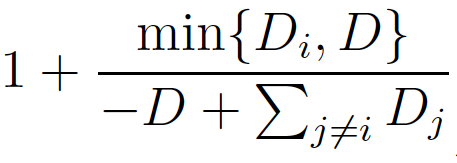 1 + \frac{\min\{D_i, D\}}{-D + \sum_{j \neq i} D_j}